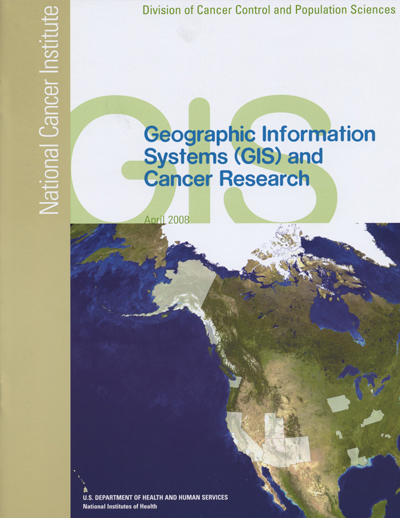 National Cancer Institute
Division of Cancer Control and Population Sciences
GIS
Geographic Information
Systems (GIS) and
Cancer Research
April 2008
U.S. DEPARTMENT OF HEALTH AND HUMAN SERVICES
National Institutes of Health